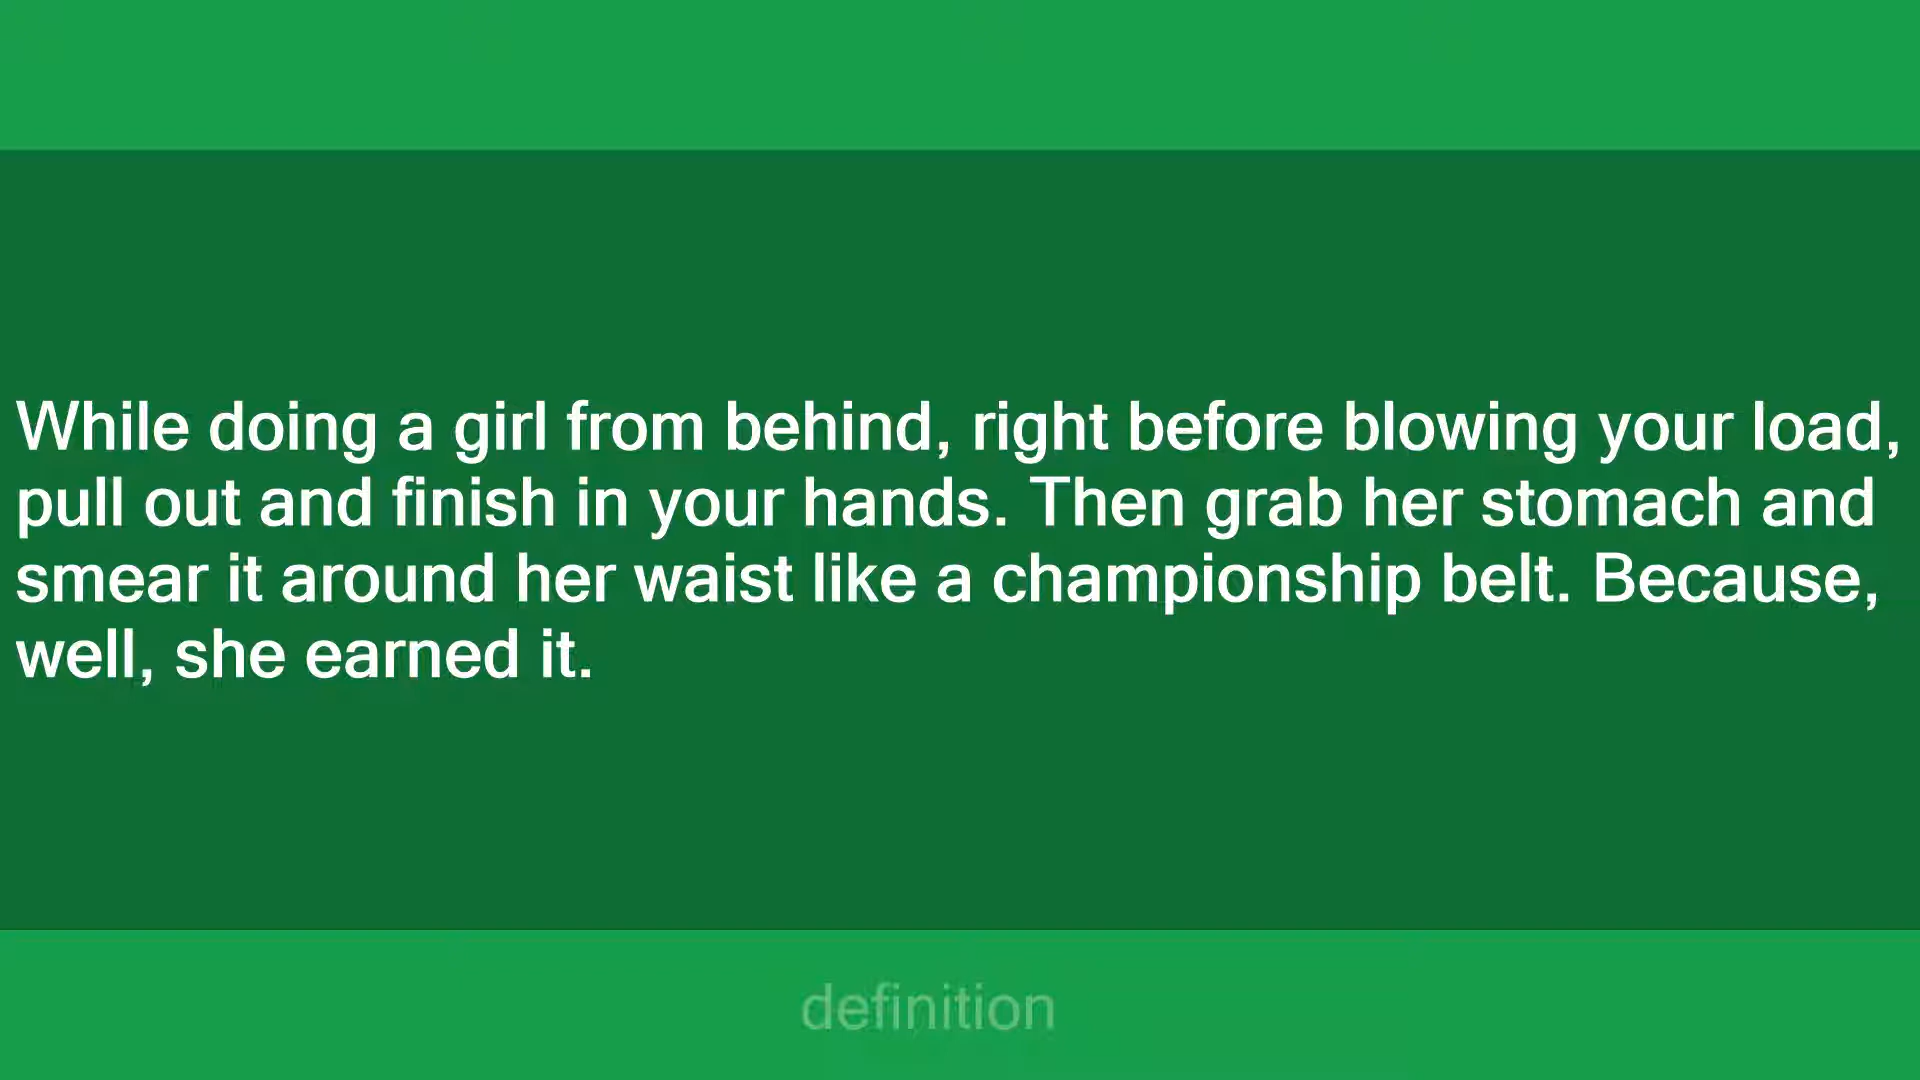 While doing a girl from behind, right before blowing your load,
pull out and finish in your hands. Then grab her stomach and
smear it around her waist like a championship belt. Because,
well, she earned it.
definition